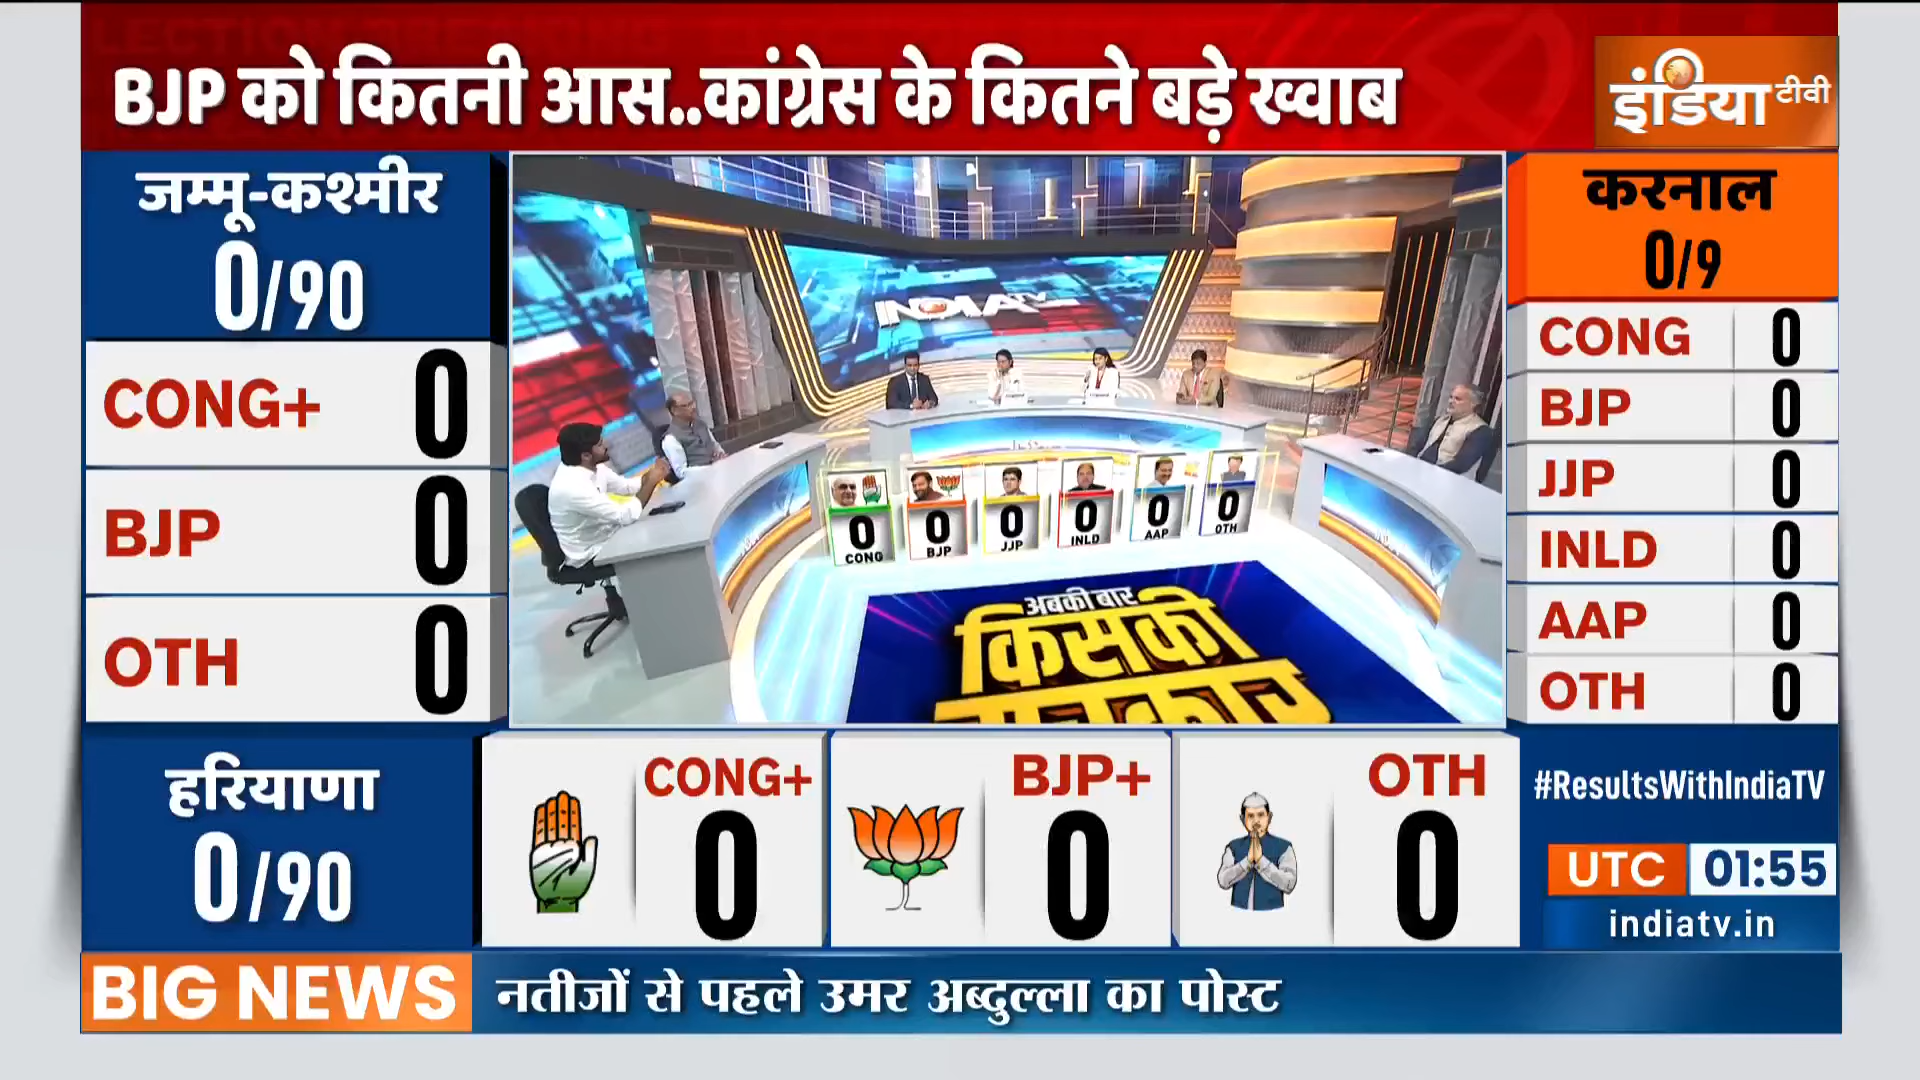 BJP को कितनी आस..कांग्रेस के कितने बड़े ख्वाब
इंडिया टीवी
जम्मू-कश्मीर
0/90
CONG+ 0
BJP 0
OTH 0
INDIA TV
0 CONG
0 BJP
0 JJP
0 INLD
0 AAP
0 OTH
अबकी बार
किसकी
सरकार
करनाल
0/9
CONG 0
BJP 0
JJP 0
INLD 0
AAP 0
OTH 0
हरियाणा
0/90
CONG+
0
BJP+
0
OTH
0
#ResultsWithIndiaTV
UTC 01:55
indiatv.in
BIG NEWS
नतीजों से पहले उमर अब्दुल्ला का पोस्ट